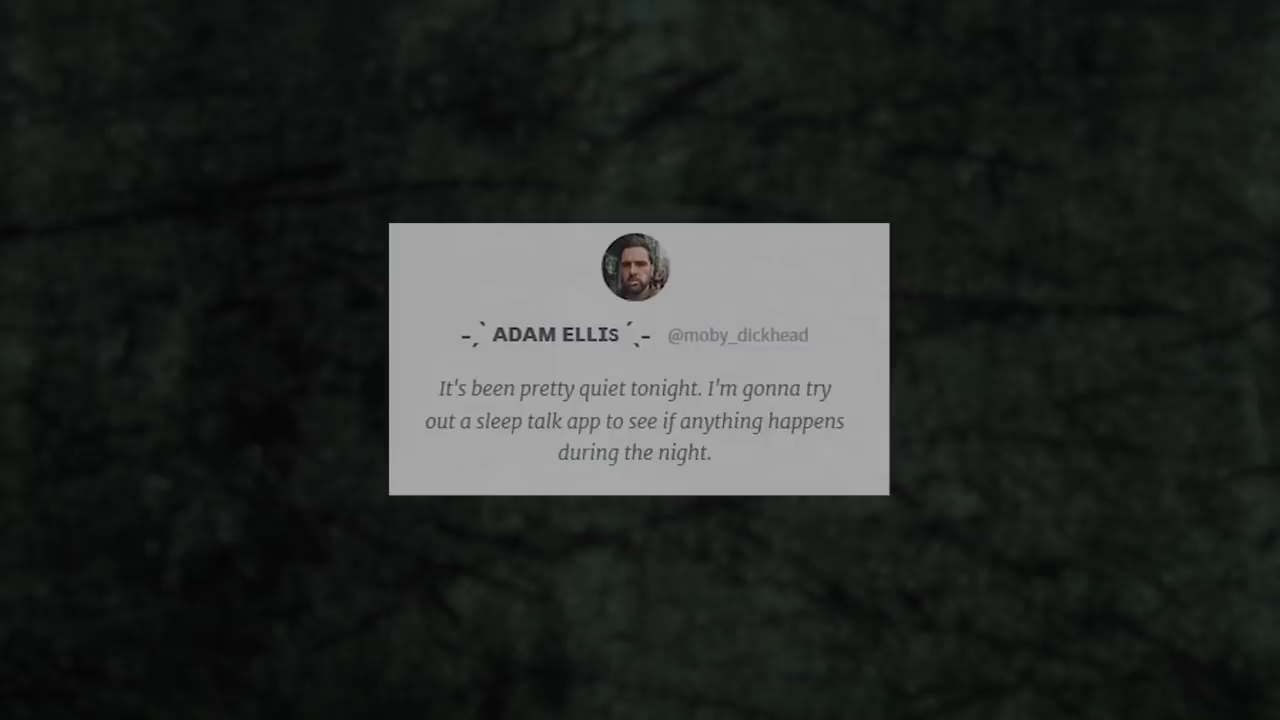 -ˏˋ ADAM ELLIs ˊˎ- @moby_dickhead
It's been pretty quiet tonight. I'm gonna try
out a sleep talk app to see if anything happens
during the night.